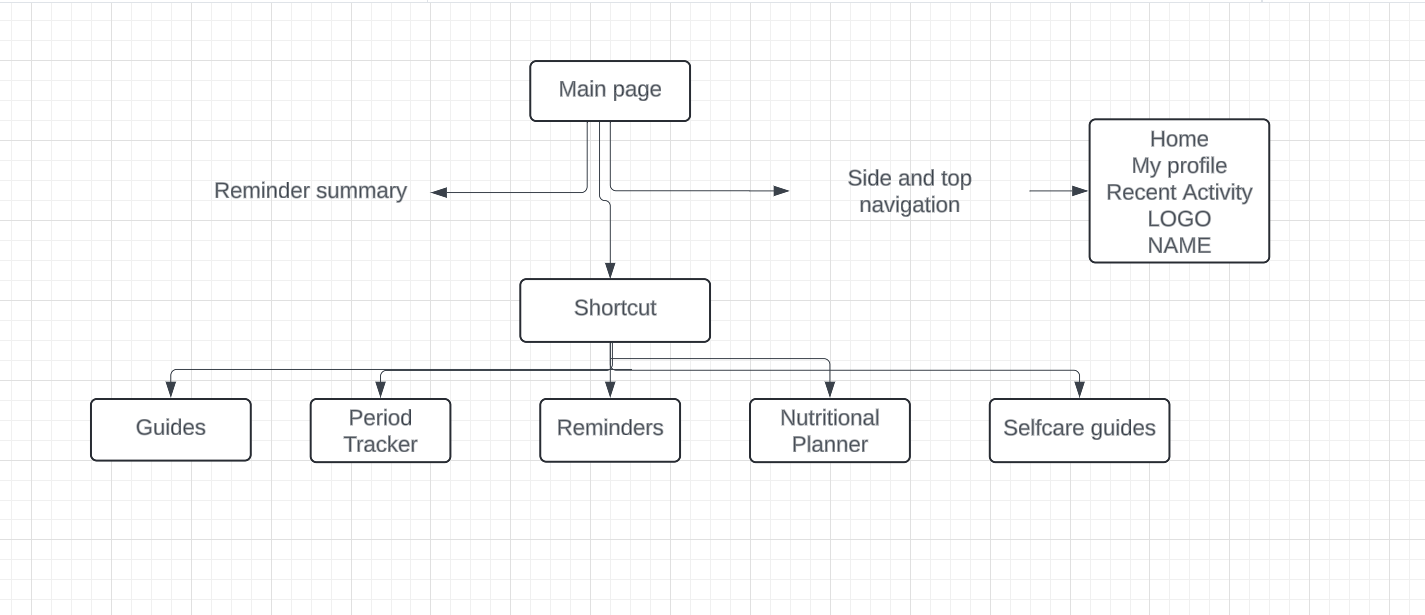 Main page
Reminder summary
Side and top
navigation
Home
My profile
Recent Activity
LOGO
NAME
Shortcut
Guides
Period
Tracker
Reminders
Nutritional
Planner
Selfcare guides